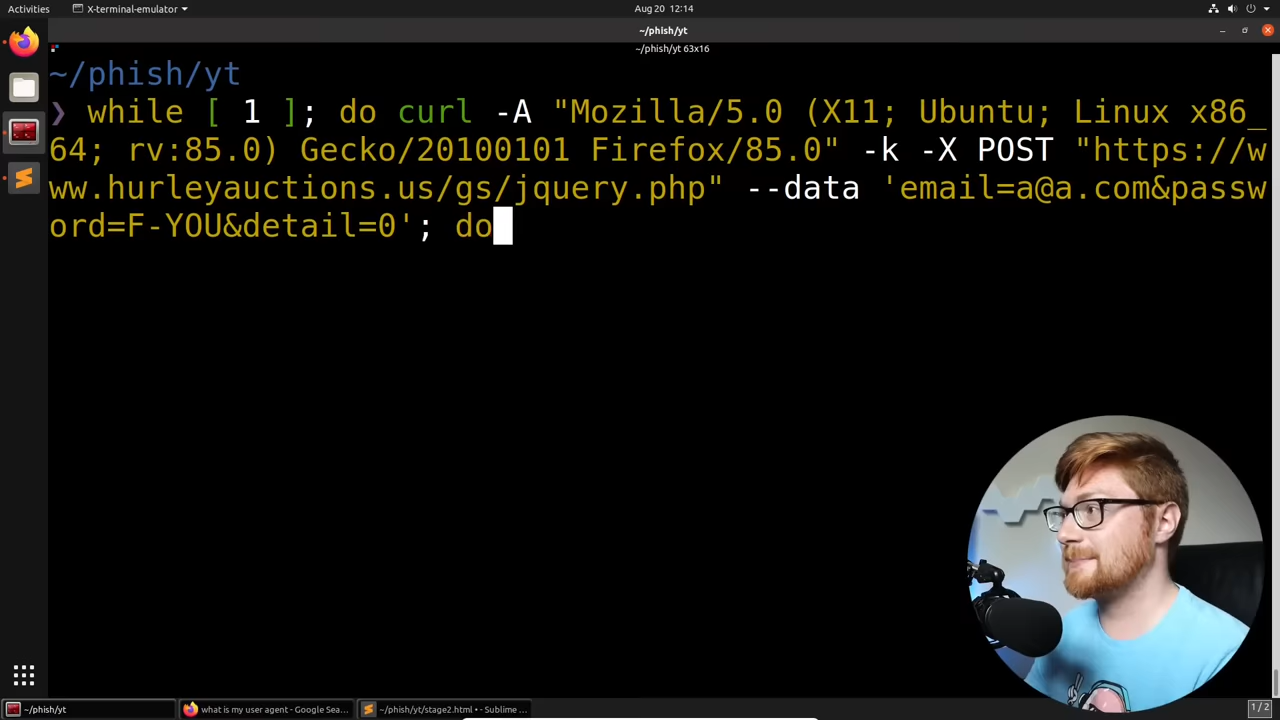 Activities
X-terminal-emulator
Aug 20 12:14
~/phish/yt
~/phish/yt 63x16
~/phish/yt
❯ while [ 1 ]; do curl -A "Mozilla/5.0 (X11; Ubuntu; Linux x86_
64; rv:85.0) Gecko/20100101 Firefox/85.0" -k -X POST "https://w
ww.hurleyauctions.us/gs/jquery.php" --data 'email=a@a.com&passw
ord=F-YOU&detail=0'; do
~/phish/yt
what is my user agent - Google Sea...
~/phish/yt/stage2.html • - Sublime ...
1 / 2